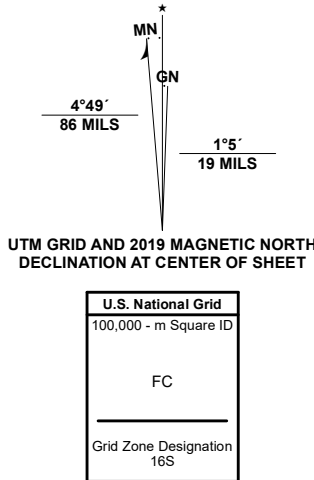 ★
MN
GN
4°49´
86 MILS
1°5´
19 MILS
UTM GRID AND 2019 MAGNETIC NORTH
DECLINATION AT CENTER OF SHEET
U.S. National Grid
100,000 - m Square ID
FC
Grid Zone Designation
16S